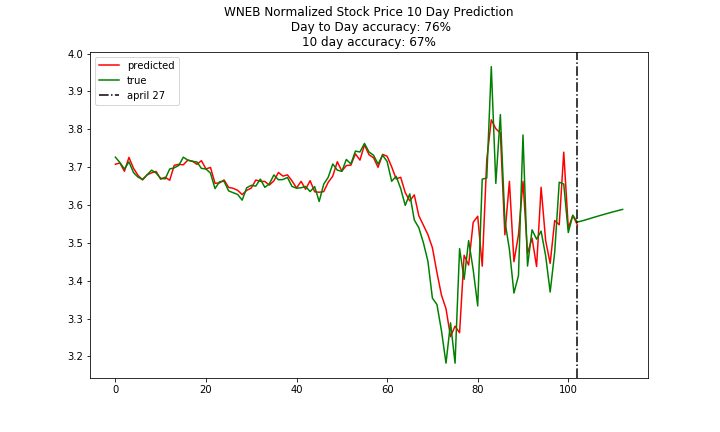 WNEB Normalized Stock Price 10 Day Prediction
Day to Day accuracy: 76%
10 day accuracy: 67%
predicted
true
april 27
4.0
3.9
3.8
3.7
3.6
3.5
3.4
3.3
3.2
0 20 40 60 80 100